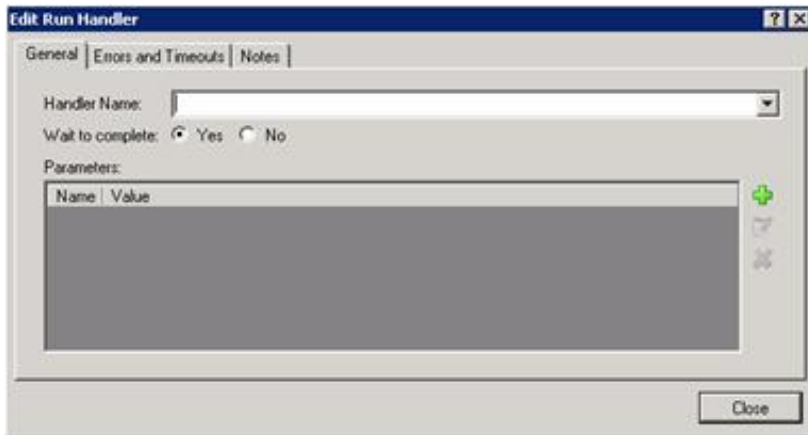 Edit Run Handler
General Errors and Timeouts Notes
Handler Name:
Wait to complete: Yes No
Parameters:
Name Value
Close